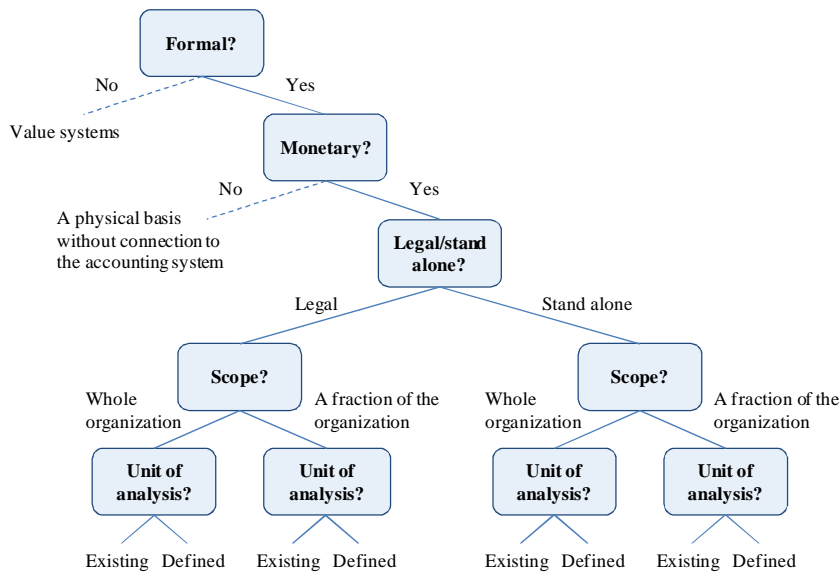 Formal?
No
Yes
Value systems
Monetary?
No
Yes
A physical basis
without connection to
the accounting system
Legal/stand
alone?
Legal
Stand alone
Scope?
Scope?
Whole
organization
A fraction of the
organization
Whole
organization
A fraction of the
organization
Unit of
analysis?
Unit of
analysis?
Unit of
analysis?
Unit of
analysis?
Existing Defined
Existing Defined
Existing Defined
Existing Defined